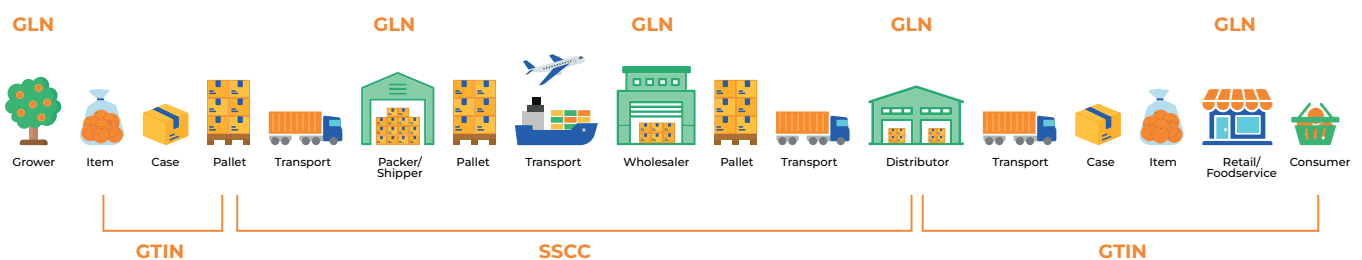 GLN GLN GLN GLN GLN
Grower Item Case Pallet Transport Packer/ Pallet Transport Wholesaler Pallet Transport Distributor Transport Case Item Retail/ Consumer
Shipper Foodservice
GTIN SSCC GTIN